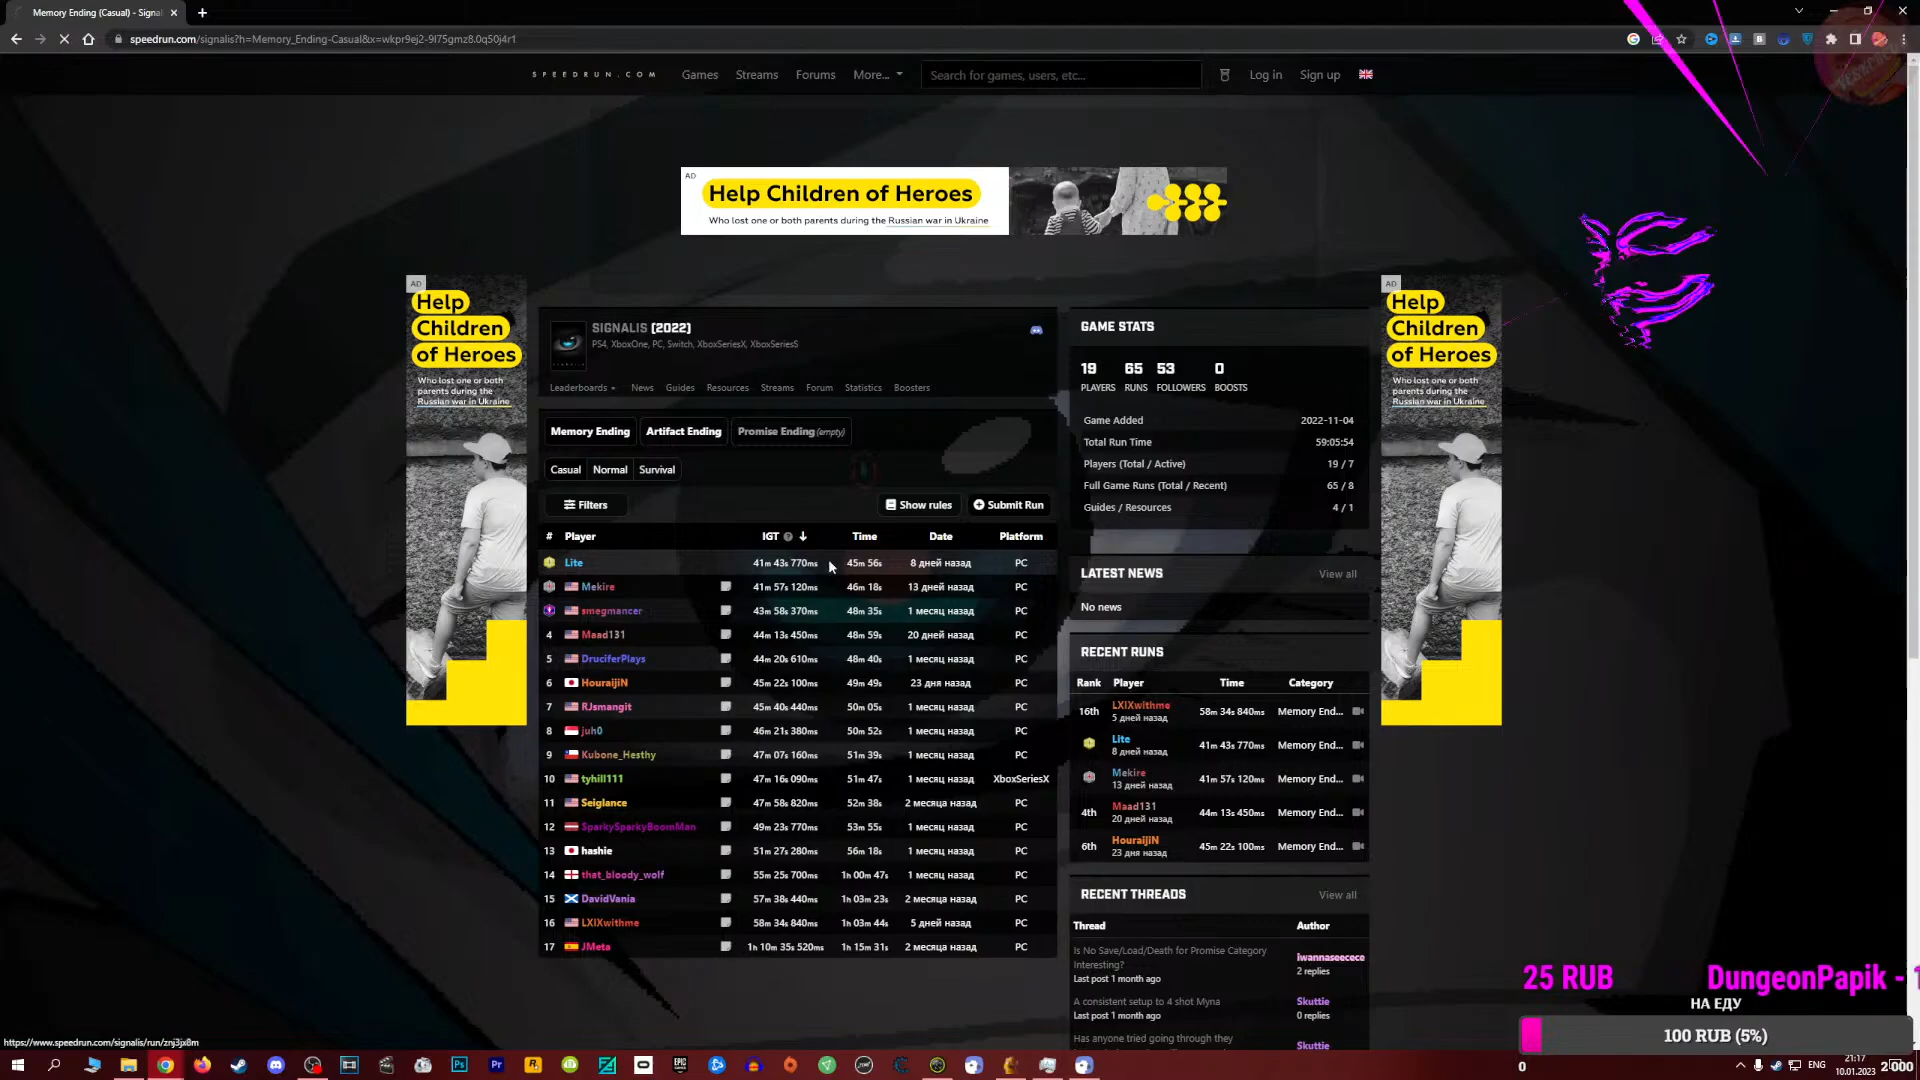 Memory Ending (Casual) - Signal
speedrun.com/signalis?h=Memory_Ending-Casual&x=wkpr9ej2-9l75gmz8.0q50j4r1
SPEEDRUN.COM Games Streams Forums More... Search for games, users, etc... Log in Sign up
AD
Help Children of Heroes
Who lost one or both parents during the Russian war in Ukraine
AD
Help
Children
of Heroes
Who lost one or both
parents during the
Russian war in Ukraine
AD
Help
Children
of Heroes
Who lost one or both
parents during the
Russian war in Ukraine
SIGNALIS (2022)
PS4, XboxOne, PC, Switch, XboxSeriesX, XboxSeriesS
Leaderboards News Guides Resources Streams Forum Statistics Boosters
Memory Ending Artifact Ending Promise Ending (empty)
Casual Normal Survival
Filters Show rules Submit Run
# Player IGT Time Date Platform
Lite 41m 43s 770ms 45m 56s 8 дней назад PC
Mekire 41m 57s 120ms 46m 18s 13 дней назад PC
smegmancer 43m 58s 370ms 48m 35s 1 месяц назад PC
4 Maad131 44m 13s 450ms 48m 59s 20 дней назад PC
5 DruciferPlays 44m 20s 610ms 48m 40s 1 месяц назад PC
6 HouraijiN 45m 22s 100ms 49m 49s 23 дня назад PC
7 RJsmangit 45m 40s 440ms 50m 05s 1 месяц назад PC
8 juh0 46m 21s 380ms 50m 52s 1 месяц назад PC
9 Kubone_Hesthy 47m 07s 160ms 51m 39s 1 месяц назад PC
10 tyhill111 47m 16s 090ms 51m 47s 1 месяц назад XboxSeriesX
11 Seiglance 47m 58s 820ms 52m 38s 2 месяца назад PC
12 SparkySparkyBoomMan 49m 23s 770ms 53m 55s 1 месяц назад PC
13 hashie 51m 27s 280ms 56m 18s 1 месяц назад PC
14 that_bloody_wolf 55m 25s 700ms 1h 00m 47s 1 месяц назад PC
15 DavidVania 57m 38s 440ms 1h 03m 23s 2 месяца назад PC
16 LXIXwithme 58m 34s 840ms 1h 03m 44s 5 дней назад PC
17 JMeta 1h 10m 35s 520ms 1h 15m 31s 2 месяца назад PC
GAME STATS
19 65 53 0
PLAYERS RUNS FOLLOWERS BOOSTS
Game Added 2022-11-04
Total Run Time 59:05:54
Players (Total / Active) 19 / 7
Full Game Runs (Total / Recent) 65 / 8
Guides / Resources 4 / 1
LATEST NEWS View all
No news
RECENT RUNS
Rank Player Time Category
16th LXIXwithme 58m 34s 840ms Memory End...
5 дней назад
Lite 41m 43s 770ms Memory End...
8 дней назад
Mekire 41m 57s 120ms Memory End...
13 дней назад
4th Maad131 44m 13s 450ms Memory End...
20 дней назад
6th HouraijiN 45m 22s 100ms Memory End...
23 дня назад
RECENT THREADS View all
Thread Author
Is No Save/Load/Death for Promise Category Interesting? iwannaseecece
Last post 1 month ago 2 replies
A consistent setup to 4 shot Myna Skuttie
Last post 1 month ago 0 replies
Has anyone tried going through they Skuttie
25 RUB DungeonPapik - 1
НА ЕДУ
100 RUB (5%)
0 2 000
https://www.speedrun.com/signalis/run/znj3jx8m
ENG 21:17
10.01.2023